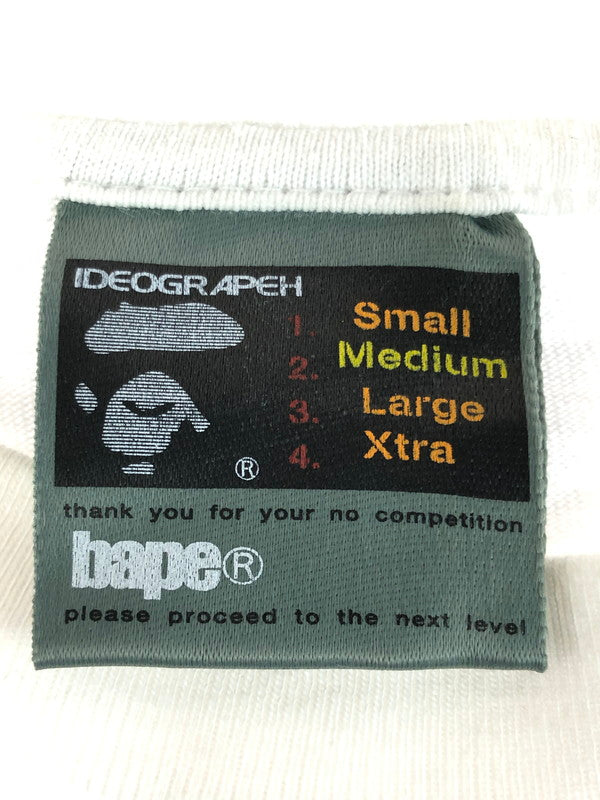 IDEOGRAPEH
1. Small
2. Medium
3. Large
4. Xtra
®
thank you for your no competition
bape®
please proceed to the next level